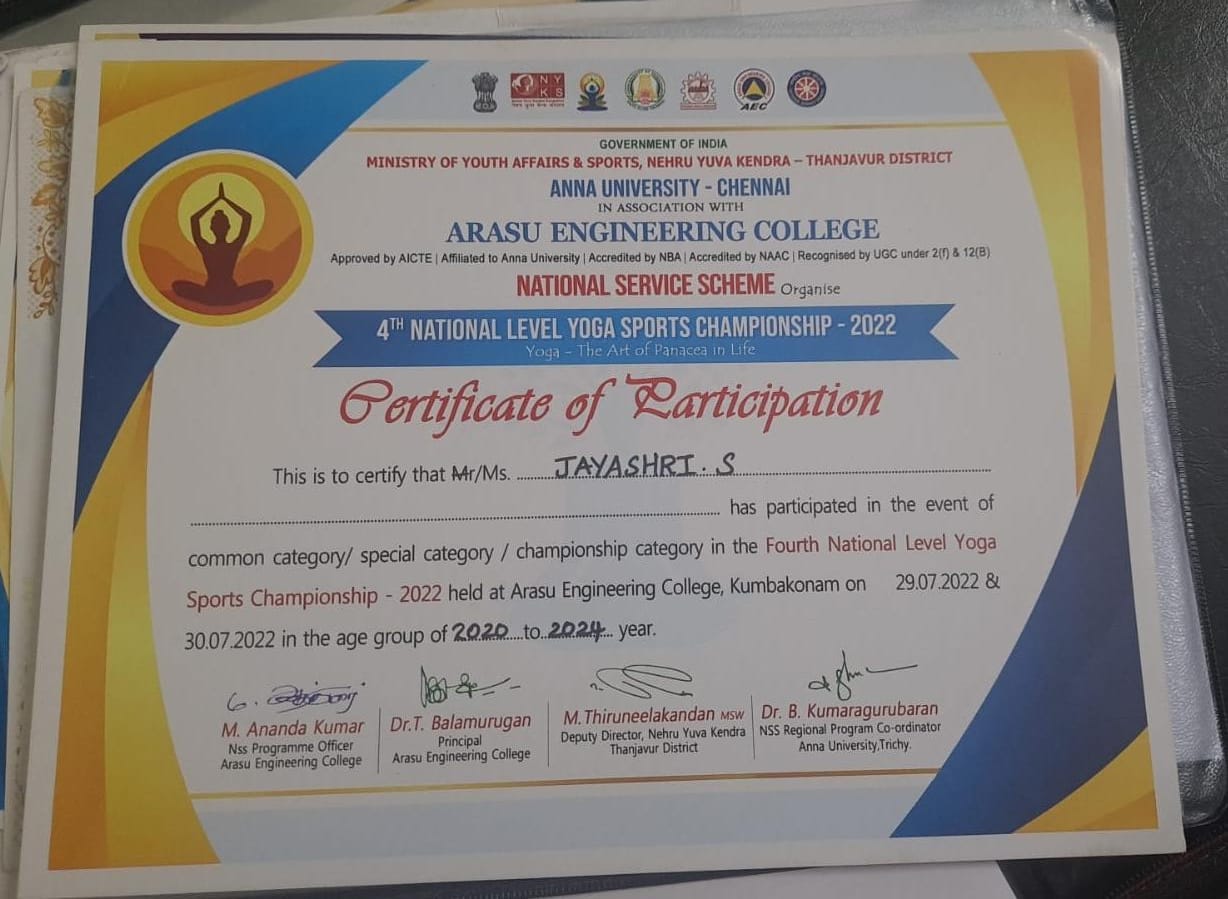 N Y
K S
AEC
GOVERNMENT OF INDIA
MINISTRY OF YOUTH AFFAIRS & SPORTS, NEHRU YUVA KENDRA – THANJAVUR DISTRICT
ANNA UNIVERSITY - CHENNAI
IN ASSOCIATION WITH
ARASU ENGINEERING COLLEGE
Approved by AICTE | Affiliated to Anna University | Accredited by NBA | Accredited by NAAC | Recognised by UGC under 2(f) & 12(B)
NATIONAL SERVICE SCHEME Organise
4TH NATIONAL LEVEL YOGA SPORTS CHAMPIONSHIP - 2022
Yoga – The Art of Panacea in Life
Certificate of Participation
This is to certify that Mr/Ms. JAYASHRI. S
has participated in the event of
common category/ special category / championship category in the Fourth National Level Yoga
Sports Championship - 2022 held at Arasu Engineering College, Kumbakonam on 29.07.2022 &
30.07.2022 in the age group of 2020 to 2024 year.
M. Ananda Kumar
Nss Programme Officer
Arasu Engineering College
Dr.T. Balamurugan
Principal
Arasu Engineering College
M.Thiruneelakandan MSW
Deputy Director, Nehru Yuva Kendra
Thanjavur District
Dr. B. Kumaragurubaran
NSS Regional Program Co-ordinator
Anna University,Trichy.